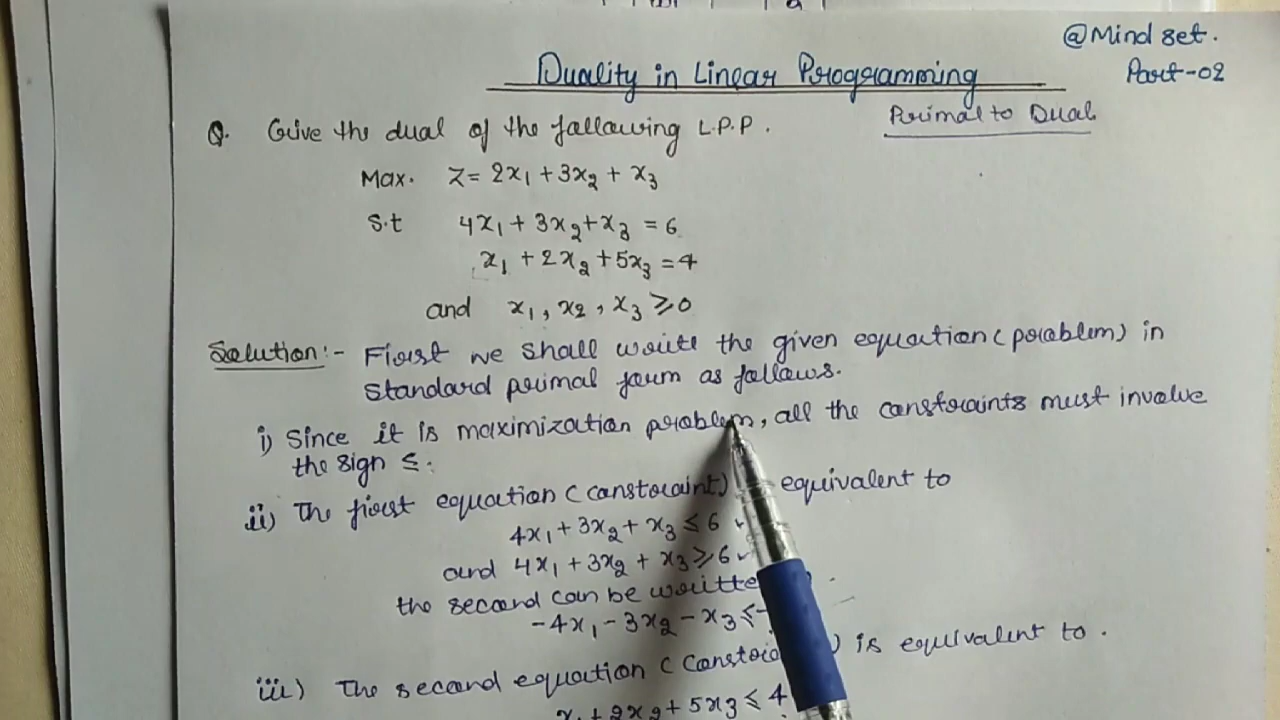 @Mind set.
Part-02
Duality in Linear Programming
Primal to Dual
Q. Give the dual of the fallowing L.P.P.
Max. Z = 2x₁ + 3x₂ + x₃
s.t 4x₁ + 3x₂ + x₃ = 6
x₁ + 2x₂ + 5x₃ = 4
and x₁, x₂, x₃ ≥ 0
Solution:- First we shall write the given equation (problem) in
standard primal form as fallows.
i) Since it is maximization problem, all the constraints must involve
the sign ≤.
ii) The first equation (constraint) equivalent to
4x₁ + 3x₂ + x₃ ≤ 6
and 4x₁ + 3x₂ + x₃ ≥ 6
the second can be
-4x₁ - 3x₂ - x₃ ≤ -
iii) The second equation ( is equivalent to.
x₁ + 2x₂ + 5x₃ ≤ 4